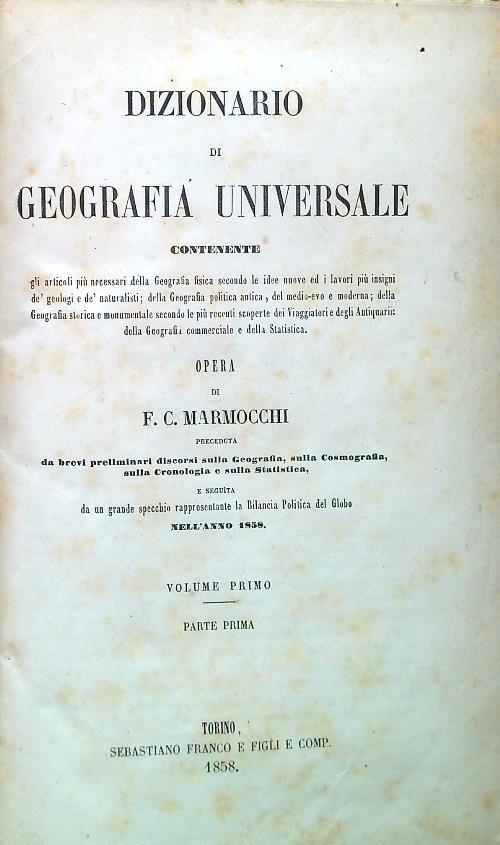 DIZIONARIO
DI
GEOGRAFIA UNIVERSALE
CONTENENTE
gli articoli più necessari della Geografia fisica secondo le idee nuove ed i lavori più insigni
de' geologi e de' naturalisti; della Geografia politica antica, del medio-evo e moderna; della
Geografia storica e monumentale secondo le più recenti scoperte dei Viaggiatori e degli Antiquarii:
della Geografia commerciale e della Statistica.
OPERA
DI
F. C. MARMOCCHI
PRECEDUTA
da brevi preliminari discorsi sulla Geografia, sulla Cosmografia,
sulla Cronologia e sulla Statistica,
E SEGUÌTA
da un grande specchio rappresentante la Bilancia Politica del Globo
NELL'ANNO 1858.
VOLUME PRIMO
PARTE PRIMA
TORINO,
SEBASTIANO FRANCO E FIGLI E COMP.
1858.